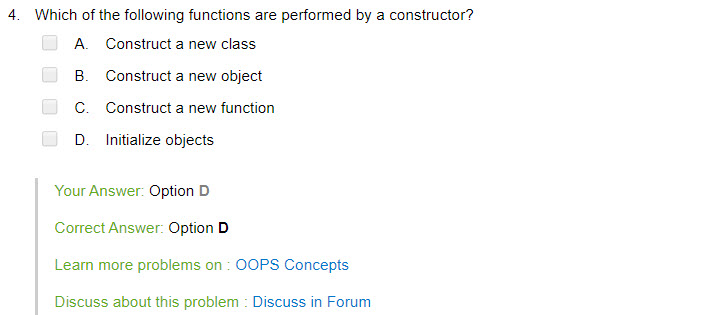 4. Which of the following functions are performed by a constructor?
A. Construct a new class
B. Construct a new object
C. Construct a new function
D. Initialize objects
Your Answer: Option D
Correct Answer: Option D
Learn more problems on : OOPS Concepts
Discuss about this problem : Discuss in Forum